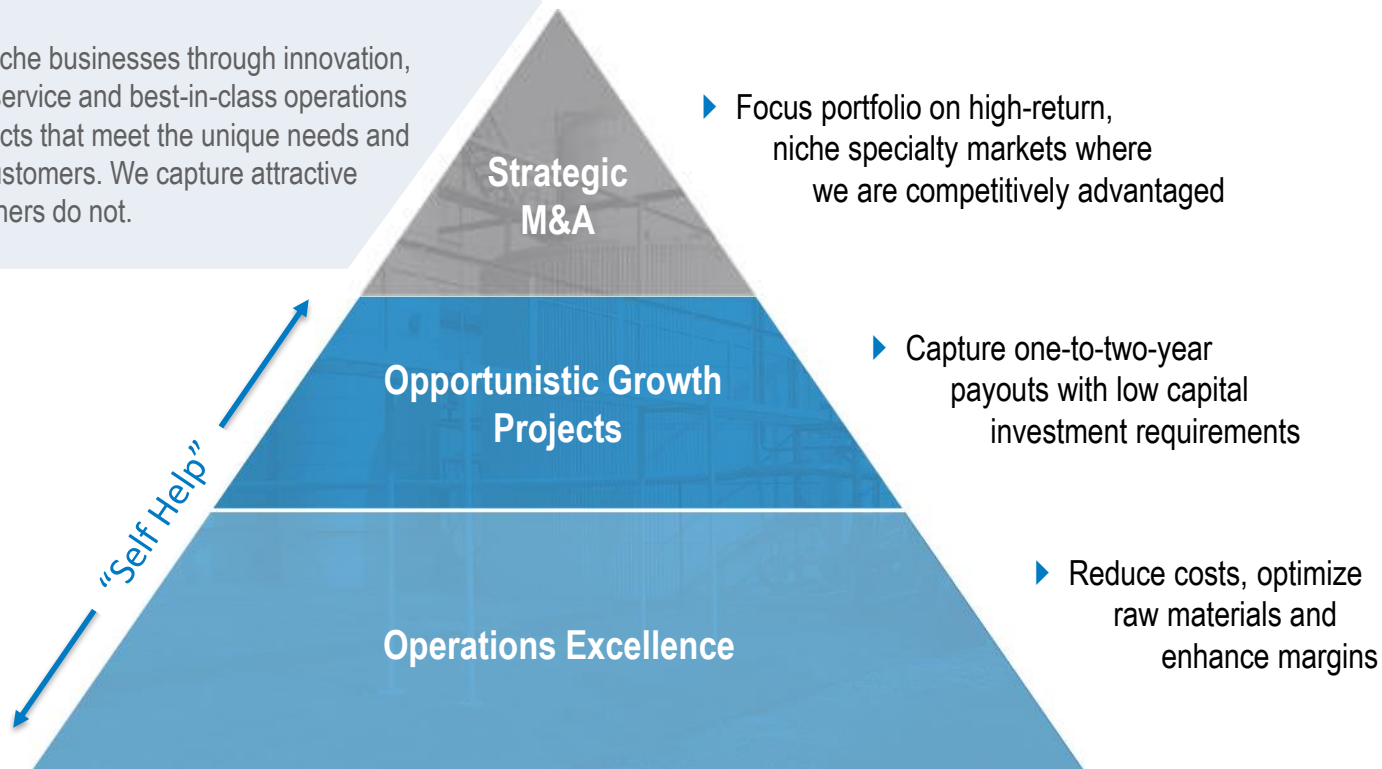 che businesses through innovation,
service and best-in-class operations
cts that meet the unique needs and
ustomers. We capture attractive
hers do not.
Strategic
M&A
Focus portfolio on high-return,
niche specialty markets where
we are competitively advantaged
Opportunistic Growth
Projects
Capture one-to-two-year
payouts with low capital
investment requirements
"Self Help"
Operations Excellence
Reduce costs, optimize
raw materials and
enhance margins